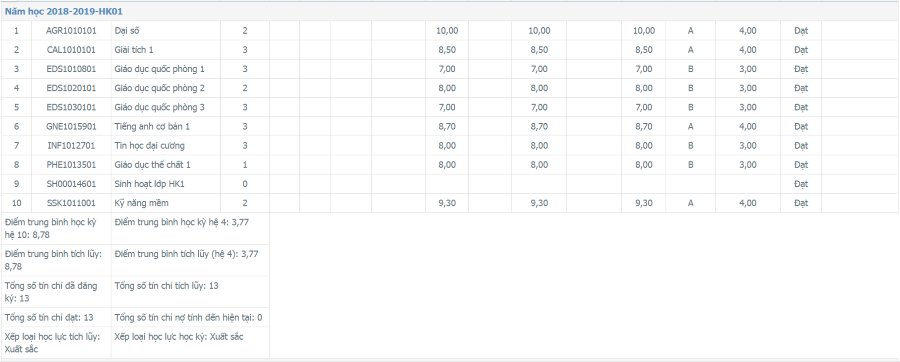 Năm học 2018-2019-HK01
1 AGR1010101 Đại số 2 10,00 10,00 10,00 A 4,00 Đạt
2 CAL1010101 Giải tích 1 3 8,50 8,50 8,50 A 4,00 Đạt
3 EDS1010801 Giáo dục quốc phòng 1 3 7,00 7,00 7,00 B 3,00 Đạt
4 EDS1020101 Giáo dục quốc phòng 2 2 8,00 8,00 8,00 B 3,00 Đạt
5 EDS1030101 Giáo dục quốc phòng 3 3 7,00 7,00 7,00 B 3,00 Đạt
6 GNE1015901 Tiếng anh cơ bản 1 3 8,70 8,70 8,70 A 4,00 Đạt
7 INF1012701 Tin học đại cương 3 8,00 8,00 8,00 B 3,00 Đạt
8 PHE1013501 Giáo dục thể chất 1 1 8,00 8,00 8,00 B 3,00 Đạt
9 SH00014601 Sinh hoạt lớp HK1 0 Đạt
10 SSK1011001 Kỹ năng mềm 2 9,30 9,30 9,30 A 4,00 Đạt
Điểm trung bình học kỳ
hệ 10: 8,78
Điểm trung bình học kỳ hệ 4: 3,77
Điểm trung bình tích lũy:
8,78
Điểm trung bình tích lũy (hệ 4): 3,77
Tổng số tín chỉ đã đăng
ký: 13
Tổng số tín chỉ tích lũy: 13
Tổng số tín chỉ đạt: 13
Tổng số tín chỉ nợ tính đến hiện tại: 0
Xếp loại học lực tích lũy:
Xuất sắc
Xếp loại học lực học kỳ: Xuất sắc